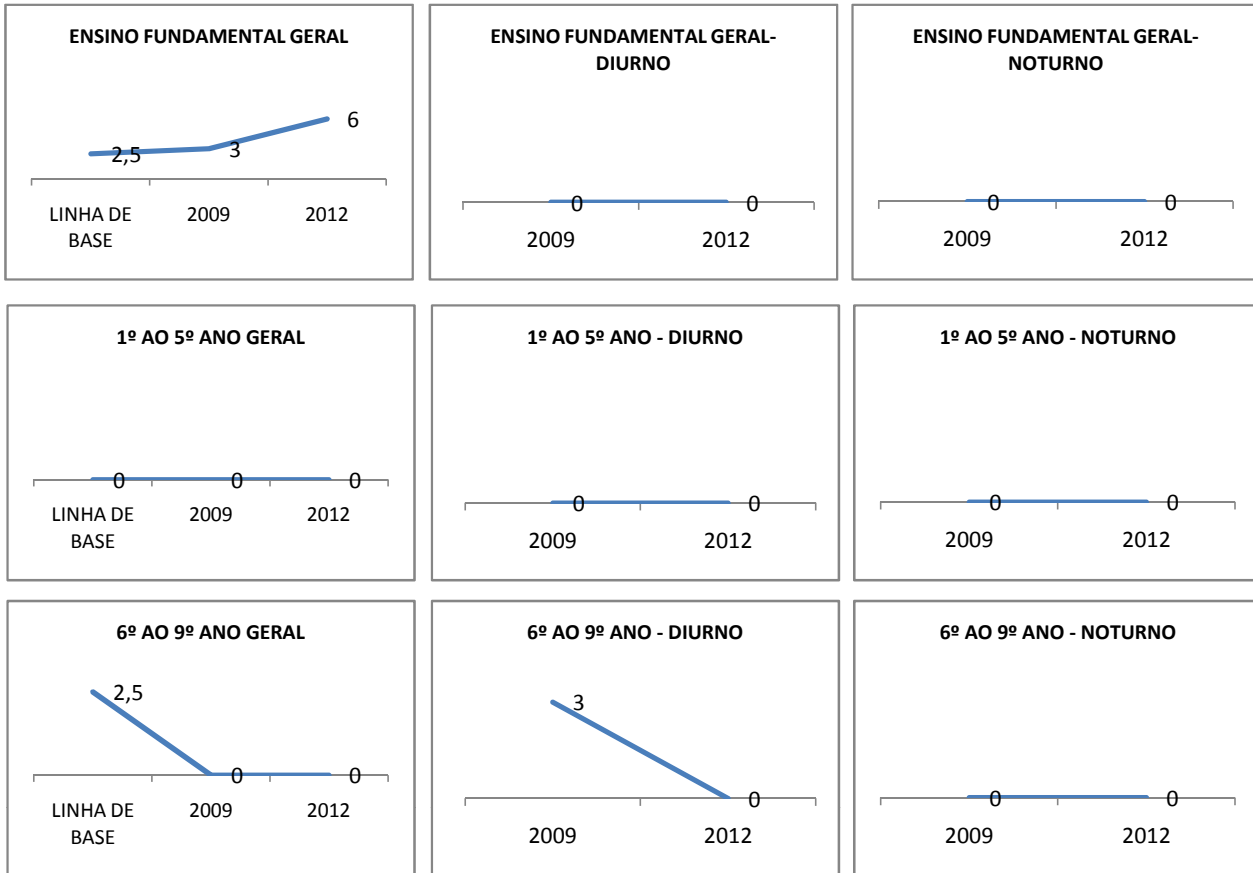 ENSINO FUNDAMENTAL GERAL
2,5
3
6
LINHA DE
BASE
2009
2012
ENSINO FUNDAMENTAL GERAL-
DIURNO
0
0
2009
2012
ENSINO FUNDAMENTAL GERAL-
NOTURNO
0
0
2009
2012
1º AO 5º ANO GERAL
0
0
0
LINHA DE
BASE
2009
2012
1º AO 5º ANO - DIURNO
0
0
2009
2012
1º AO 5º ANO - NOTURNO
0
0
2009
2012
6º AO 9º ANO GERAL
2,5
0
0
LINHA DE
BASE
2009
2012
6º AO 9º ANO - DIURNO
3
0
2009
2012
6º AO 9º ANO - NOTURNO
0
0
2009
2012